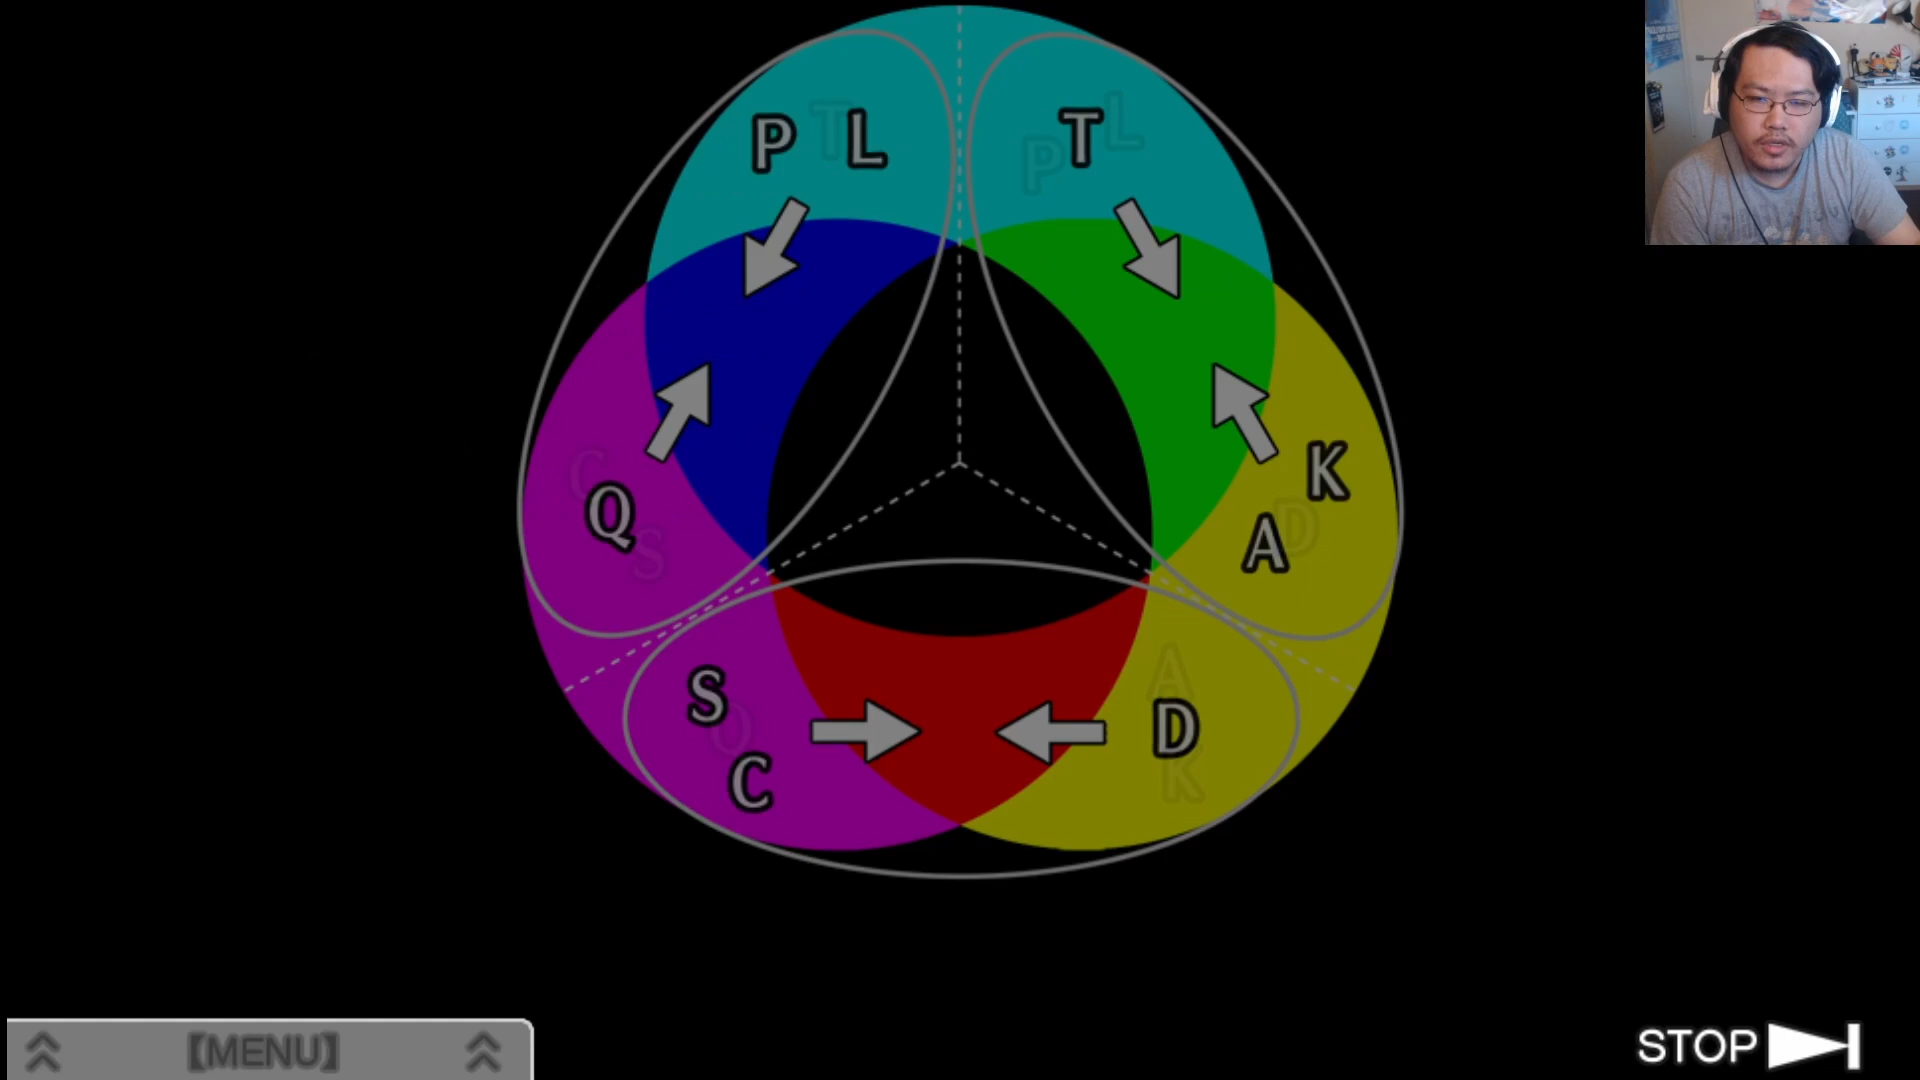 P L T
T P L
K
C D
Q A
S
S A
Q D
C K
【MENU】
STOP